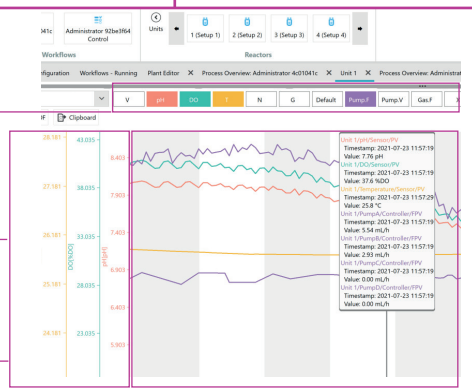 041c
Administrator 92be3f64
Control
Workflows
Units
1 (Setup 1)
2 (Setup 2)
3 (Setup 3)
4 (Setup 4)
Reactors
nfiguration
Workflows - Running
Plant Editor
X
Process Overview: Administrator 4c01041c
X
Unit 1
X
Process Overview: Administrat
V
pH
DO
T
N
G
Default
Pump.F
Pump.V
Gas.F
Clipboard
28.181
27.181
26.181
25.181
24.181
43.035
38.035
33.035
28.035
23.035
DO[%DO]
8.403
7.903
7.403
6.903
6.403
5.903
pH[pH]
Unit 1/pH/Sensor/PV
Timestamp: 2021-07-23 11:57:19
Value: 7.76 pH
Unit 1/DO/Sensor/PV
Timestamp: 2021-07-23 11:57:19
Value: 37.6 %DO
Unit 1/Temperature/Sensor/PV
Timestamp: 2021-07-23 11:57:29
Value: 25.8 °C
Unit 1/PumpA/Controller/FPV
Timestamp: 2021-07-23 11:57:19
Value: 5.54 mL/h
Unit 1/PumpB/Controller/FPV
Timestamp: 2021-07-23 11:57:19
Value: 2.93 mL/h
Unit 1/PumpC/Controller/FPV
Timestamp: 2021-07-23 11:57:19
Value: 0.00 mL/h
Unit 1/PumpD/Controller/FPV
Timestamp: 2021-07-23 11:57:19
Value: 0.00 mL/h